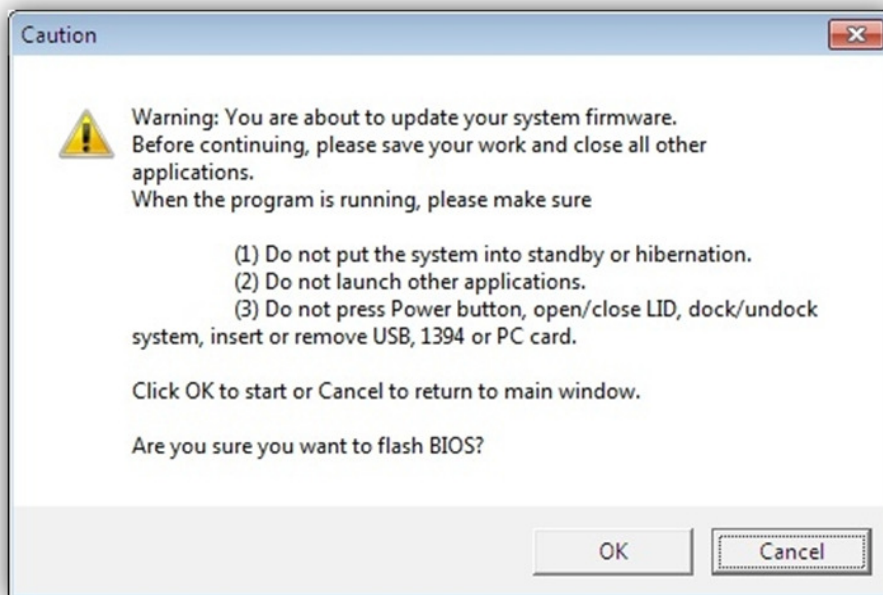 Caution
Warning: You are about to update your system firmware.
Before continuing, please save your work and close all other
applications.
When the program is running, please make sure
(1) Do not put the system into standby or hibernation.
(2) Do not launch other applications.
(3) Do not press Power button, open/close LID, dock/undock
system, insert or remove USB, 1394 or PC card.
Click OK to start or Cancel to return to main window.
Are you sure you want to flash BIOS?
OK
Cancel